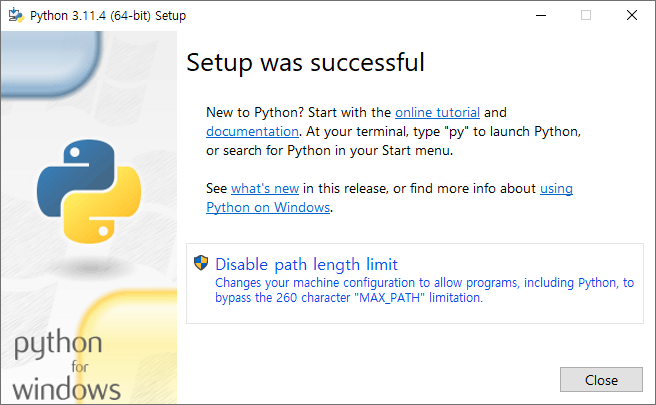 Python 3.11.4 (64-bit) Setup
Setup was successful
New to Python? Start with the online tutorial and
documentation. At your terminal, type "py" to launch Python,
or search for Python in your Start menu.
See what's new in this release, or find more info about using
Python on Windows.
Disable path length limit
Changes your machine configuration to allow programs, including Python, to
bypass the 260 character "MAX_PATH" limitation.
python
for
windows
Close